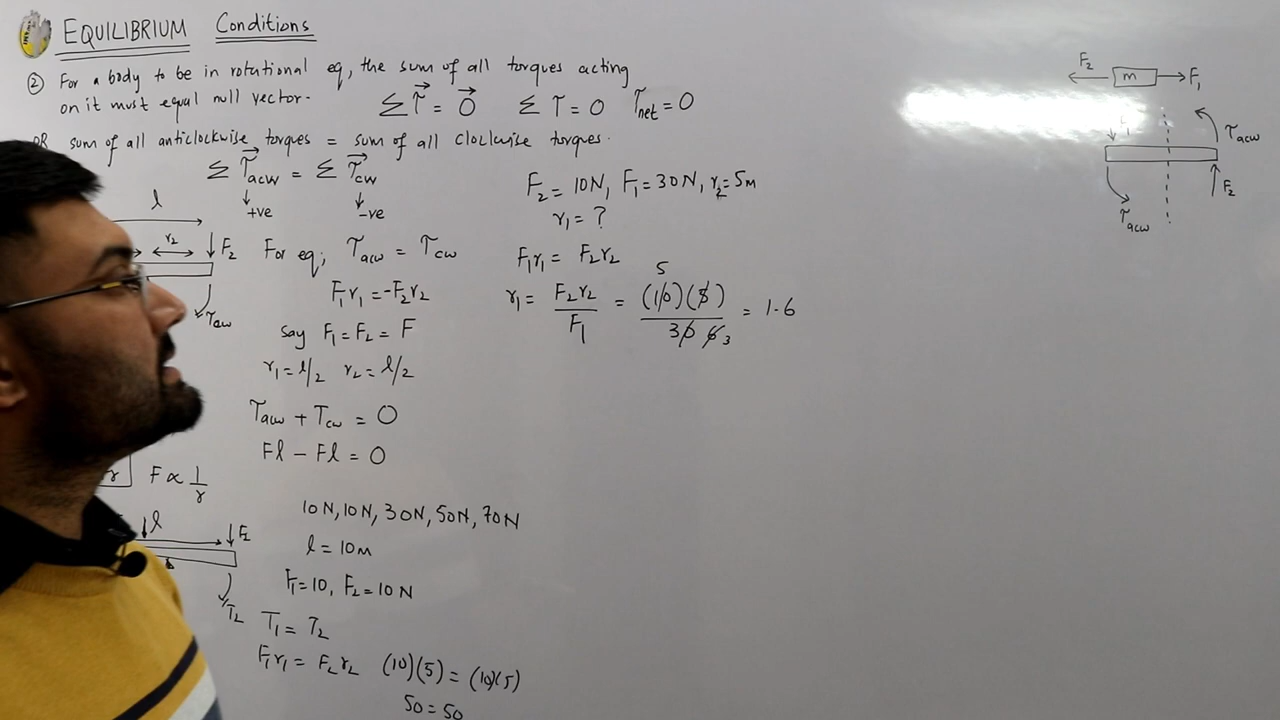 EQUILIBRIUM Conditions
② For a body to be in rotational eq, the sum of all torques acting
on it must equal null vector.
Σ τ⃗ = 0⃗ Σ τ = 0 τnet = 0
OR sum of all anticlockwise torques = sum of all Clockwise torques.
Σ τ⃗acw = Σ τ⃗cw
+ve -ve
l
r₂ F₂
τcw
For eq, τacw = τcw
F₁r₁ = -F₂r₂
say F₁ = F₂ = F
r₁ = l/2 r₂ = l/2
τacw + τcw = 0
Fl - Fl = 0
r F ∝ 1/r
l F₂
τ₂
10N, 10N, 30N, 50N, 70N
l = 10m
F₁ = 10, F₂ = 10N
τ₁ = τ₂
F₁r₁ = F₂r₂ (10)(5) = (10)(5)
50 = 50
F₂ = 10N, F₁ = 30N, r₂ = 5m
r₁ = ?
F₁r₁ = F₂r₂
r₁ = F₂r₂ / F₁ = (10)(5) 5 / 30 6 3 = 1.6
F₂ m F₁
F₁ τacw
F₂
τacw